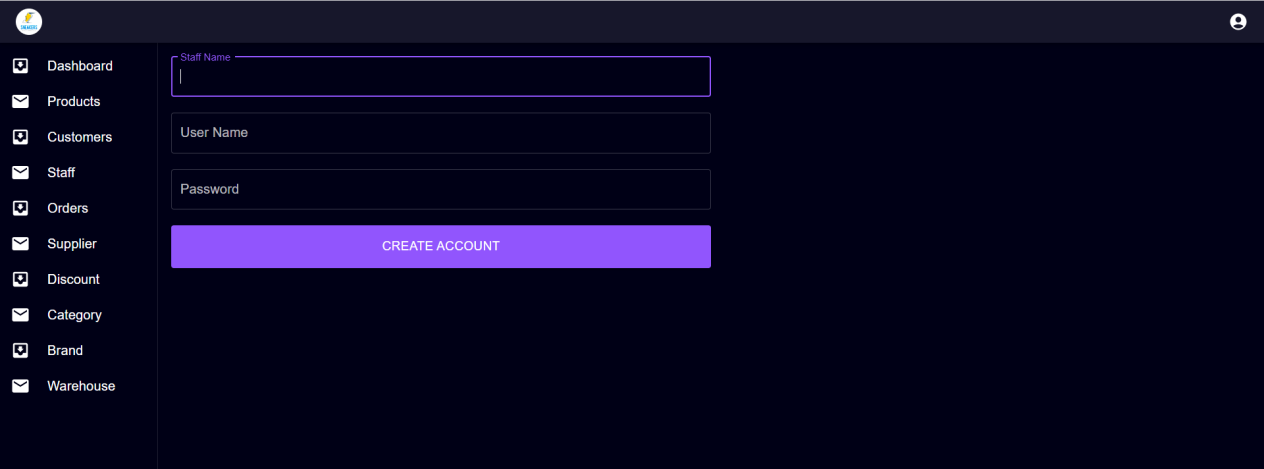 Dashboard
Products
Customers
Staff
Orders
Supplier
Discount
Category
Brand
Warehouse
Staff Name
User Name
Password
CREATE ACCOUNT